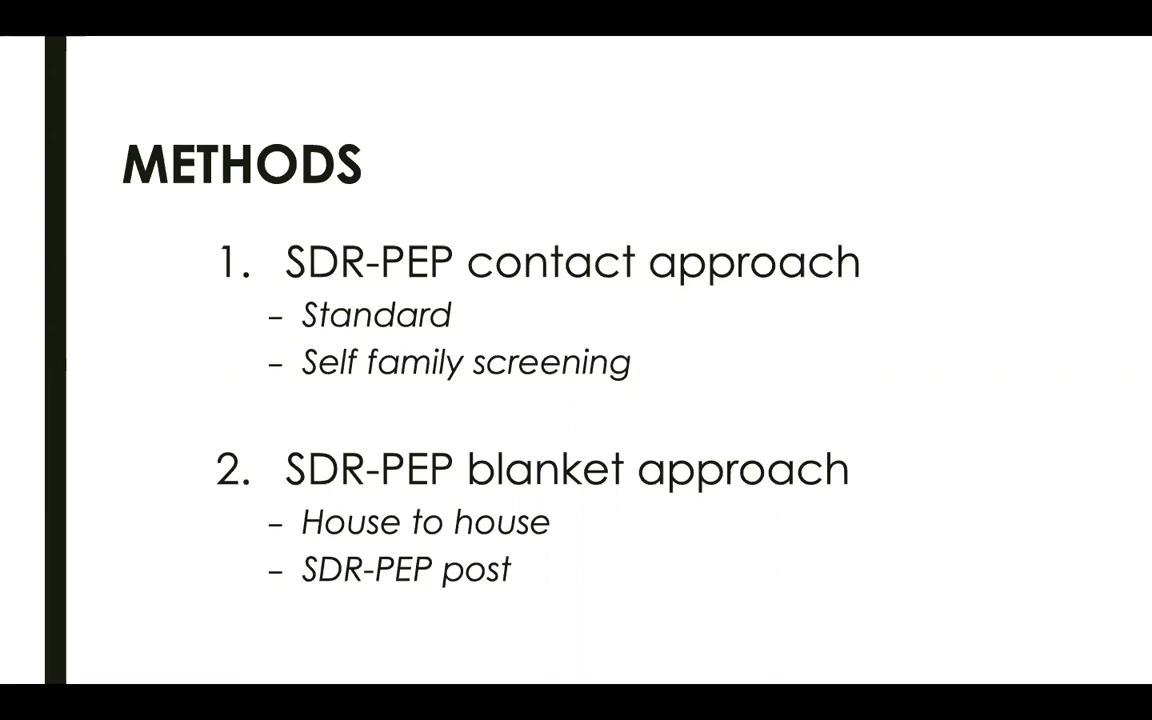 METHODS
1. SDR-PEP contact approach
– Standard
– Self family screening
2. SDR-PEP blanket approach
– House to house
– SDR-PEP post